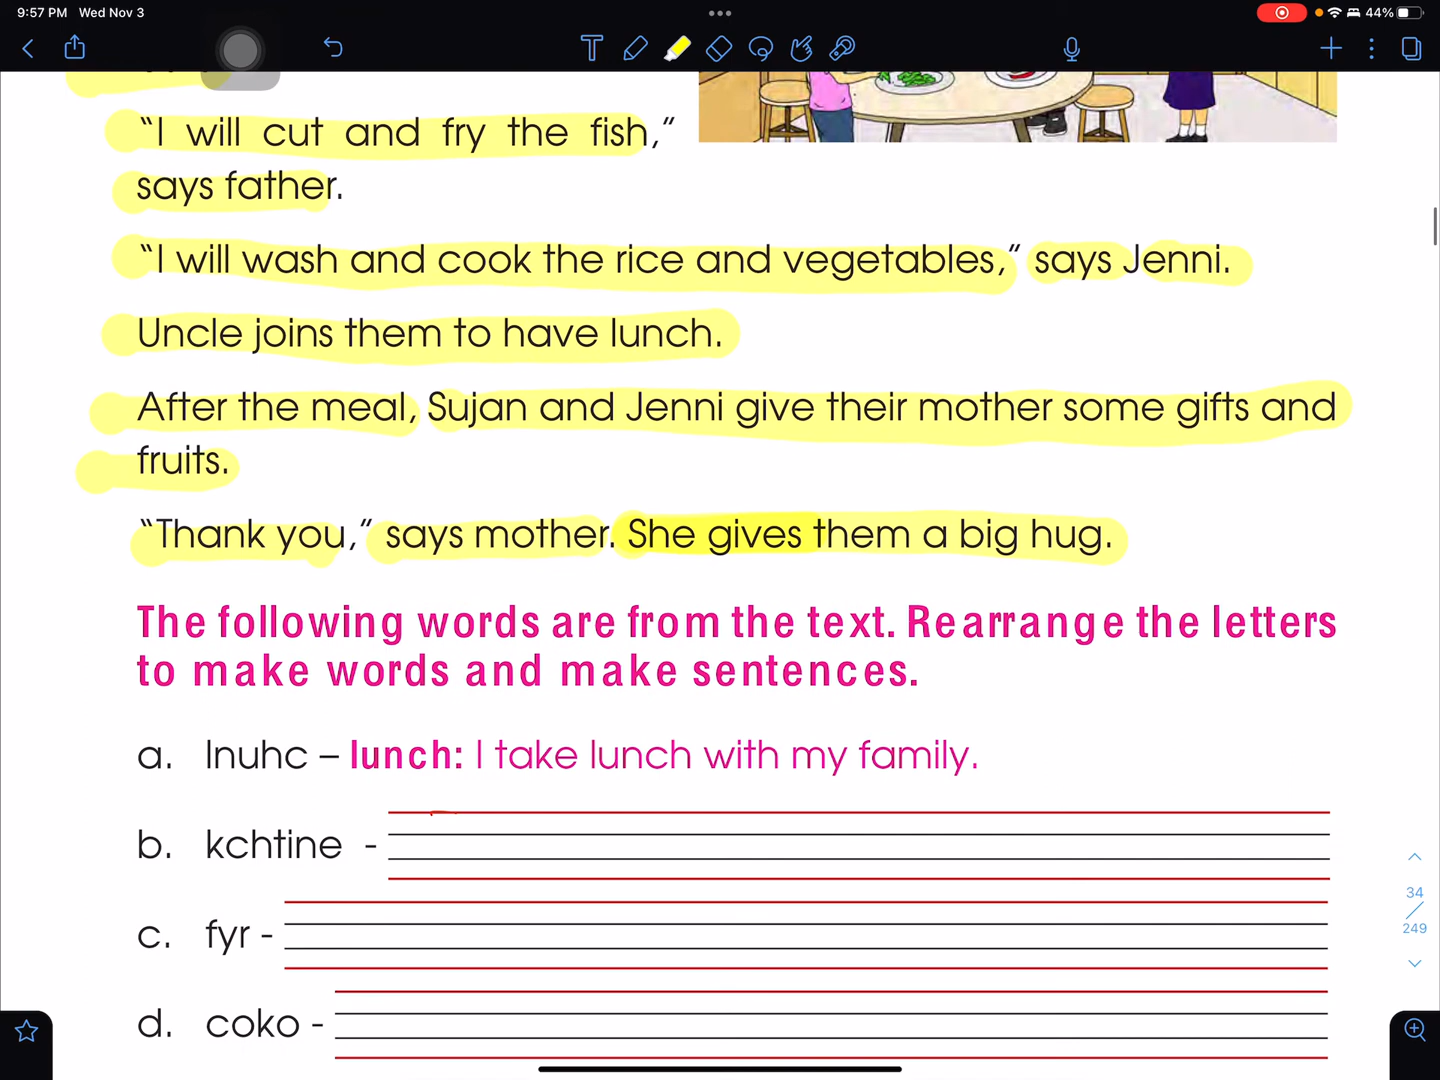 9:57 PM Wed Nov 3
44%
“I will cut and fry the fish,”
says father.
“I will wash and cook the rice and vegetables,” says Jenni.
Uncle joins them to have lunch.
After the meal, Sujan and Jenni give their mother some gifts and
fruits.
“Thank you,” says mother. She gives them a big hug.
The following words are from the text. Rearrange the letters
to make words and make sentences.
a. lnuhc – lunch: I take lunch with my family.
b. kchtine -
c. fyr -
d. coko -
34
249